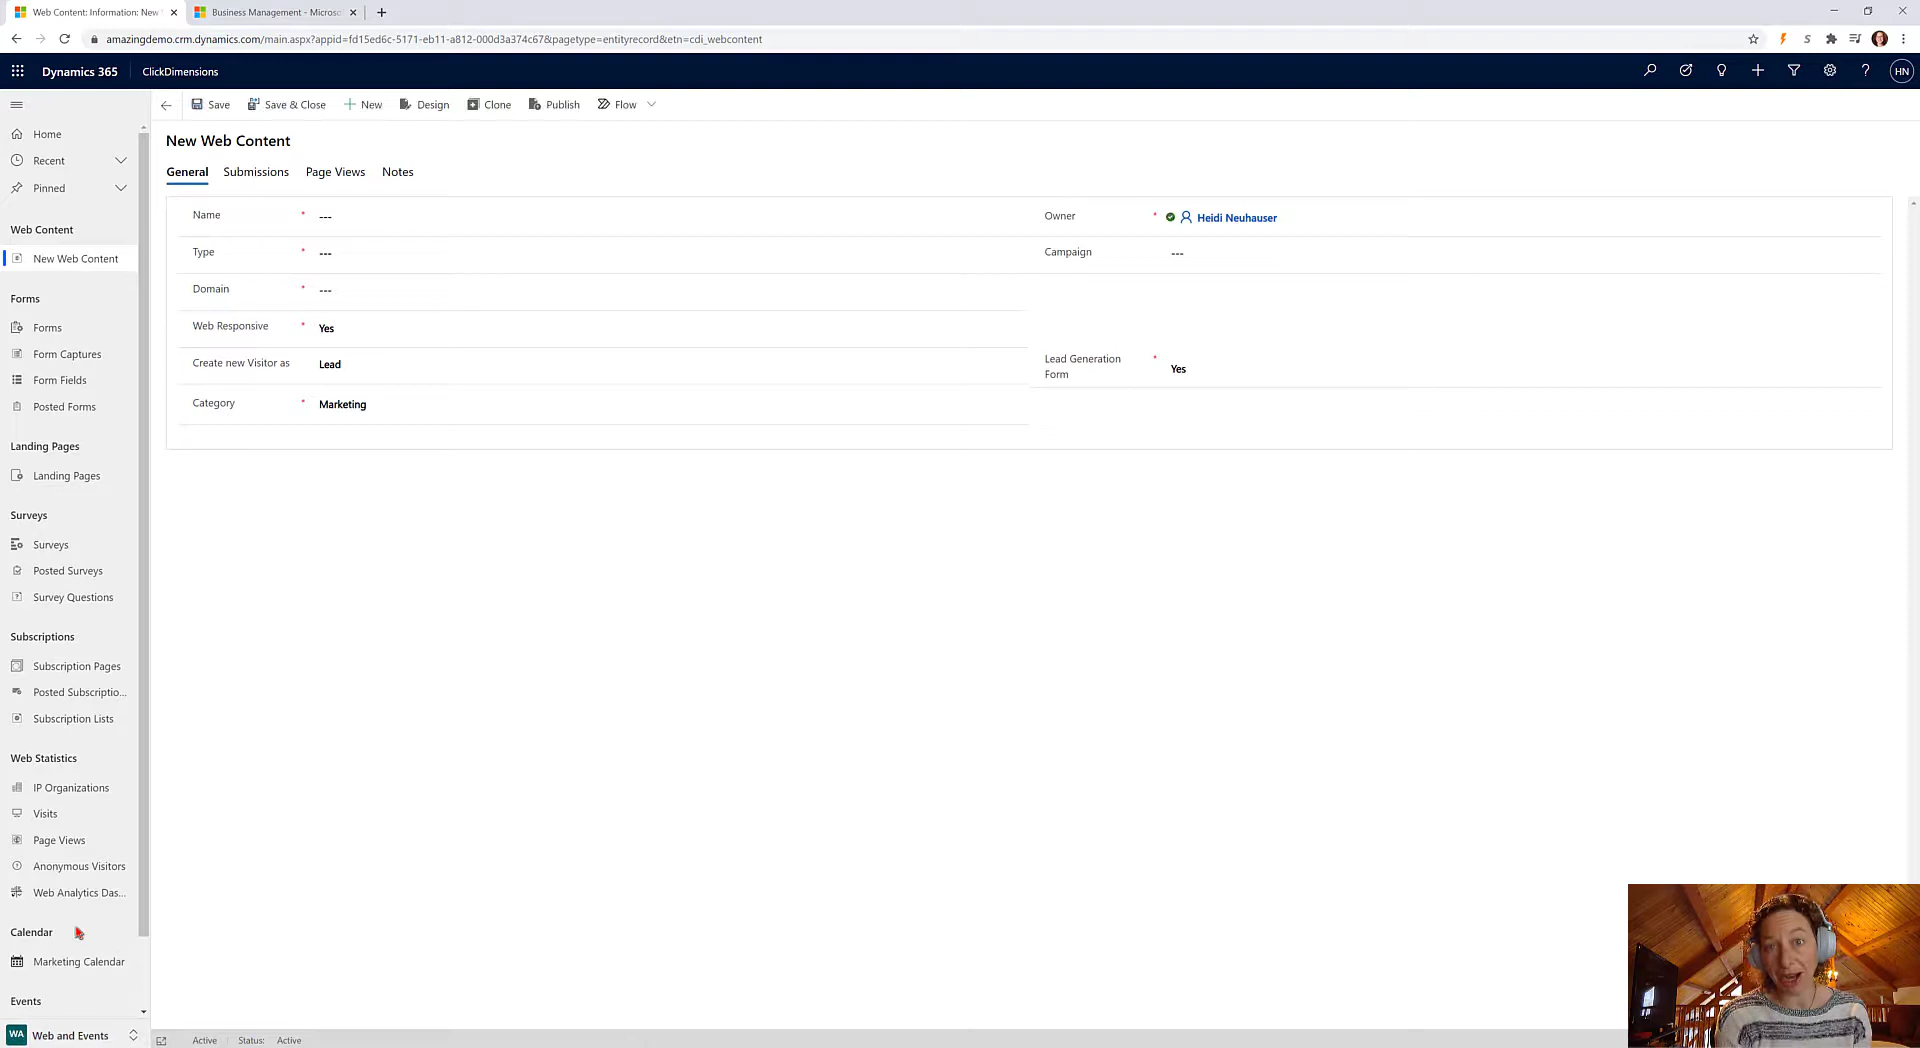 Web Content: Information: New
Business Management - Microso
amazingdemo.crm.dynamics.com/main.aspx?appid=fd15ed6c-5171-eb11-a812-000d3a374c67&pagetype=entityrecord&etn=cdi_webcontent
Dynamics 365
ClickDimensions
HN
Save
Save & Close
New
Design
Clone
Publish
Flow
Home
Recent
Pinned
Web Content
New Web Content
Forms
Forms
Form Captures
Form Fields
Posted Forms
Landing Pages
Landing Pages
Surveys
Surveys
Posted Surveys
Survey Questions
Subscriptions
Subscription Pages
Posted Subscriptio...
Subscription Lists
Web Statistics
IP Organizations
Visits
Page Views
Anonymous Visitors
Web Analytics Das...
Calendar
Marketing Calendar
Events
WA Web and Events
New Web Content
General Submissions Page Views Notes
Name * ---
Owner * Heidi Neuhauser
Type * ---
Campaign ---
Domain * ---
Web Responsive * Yes
Create new Visitor as Lead
Lead Generation Form * Yes
Category * Marketing
Active Status: Active